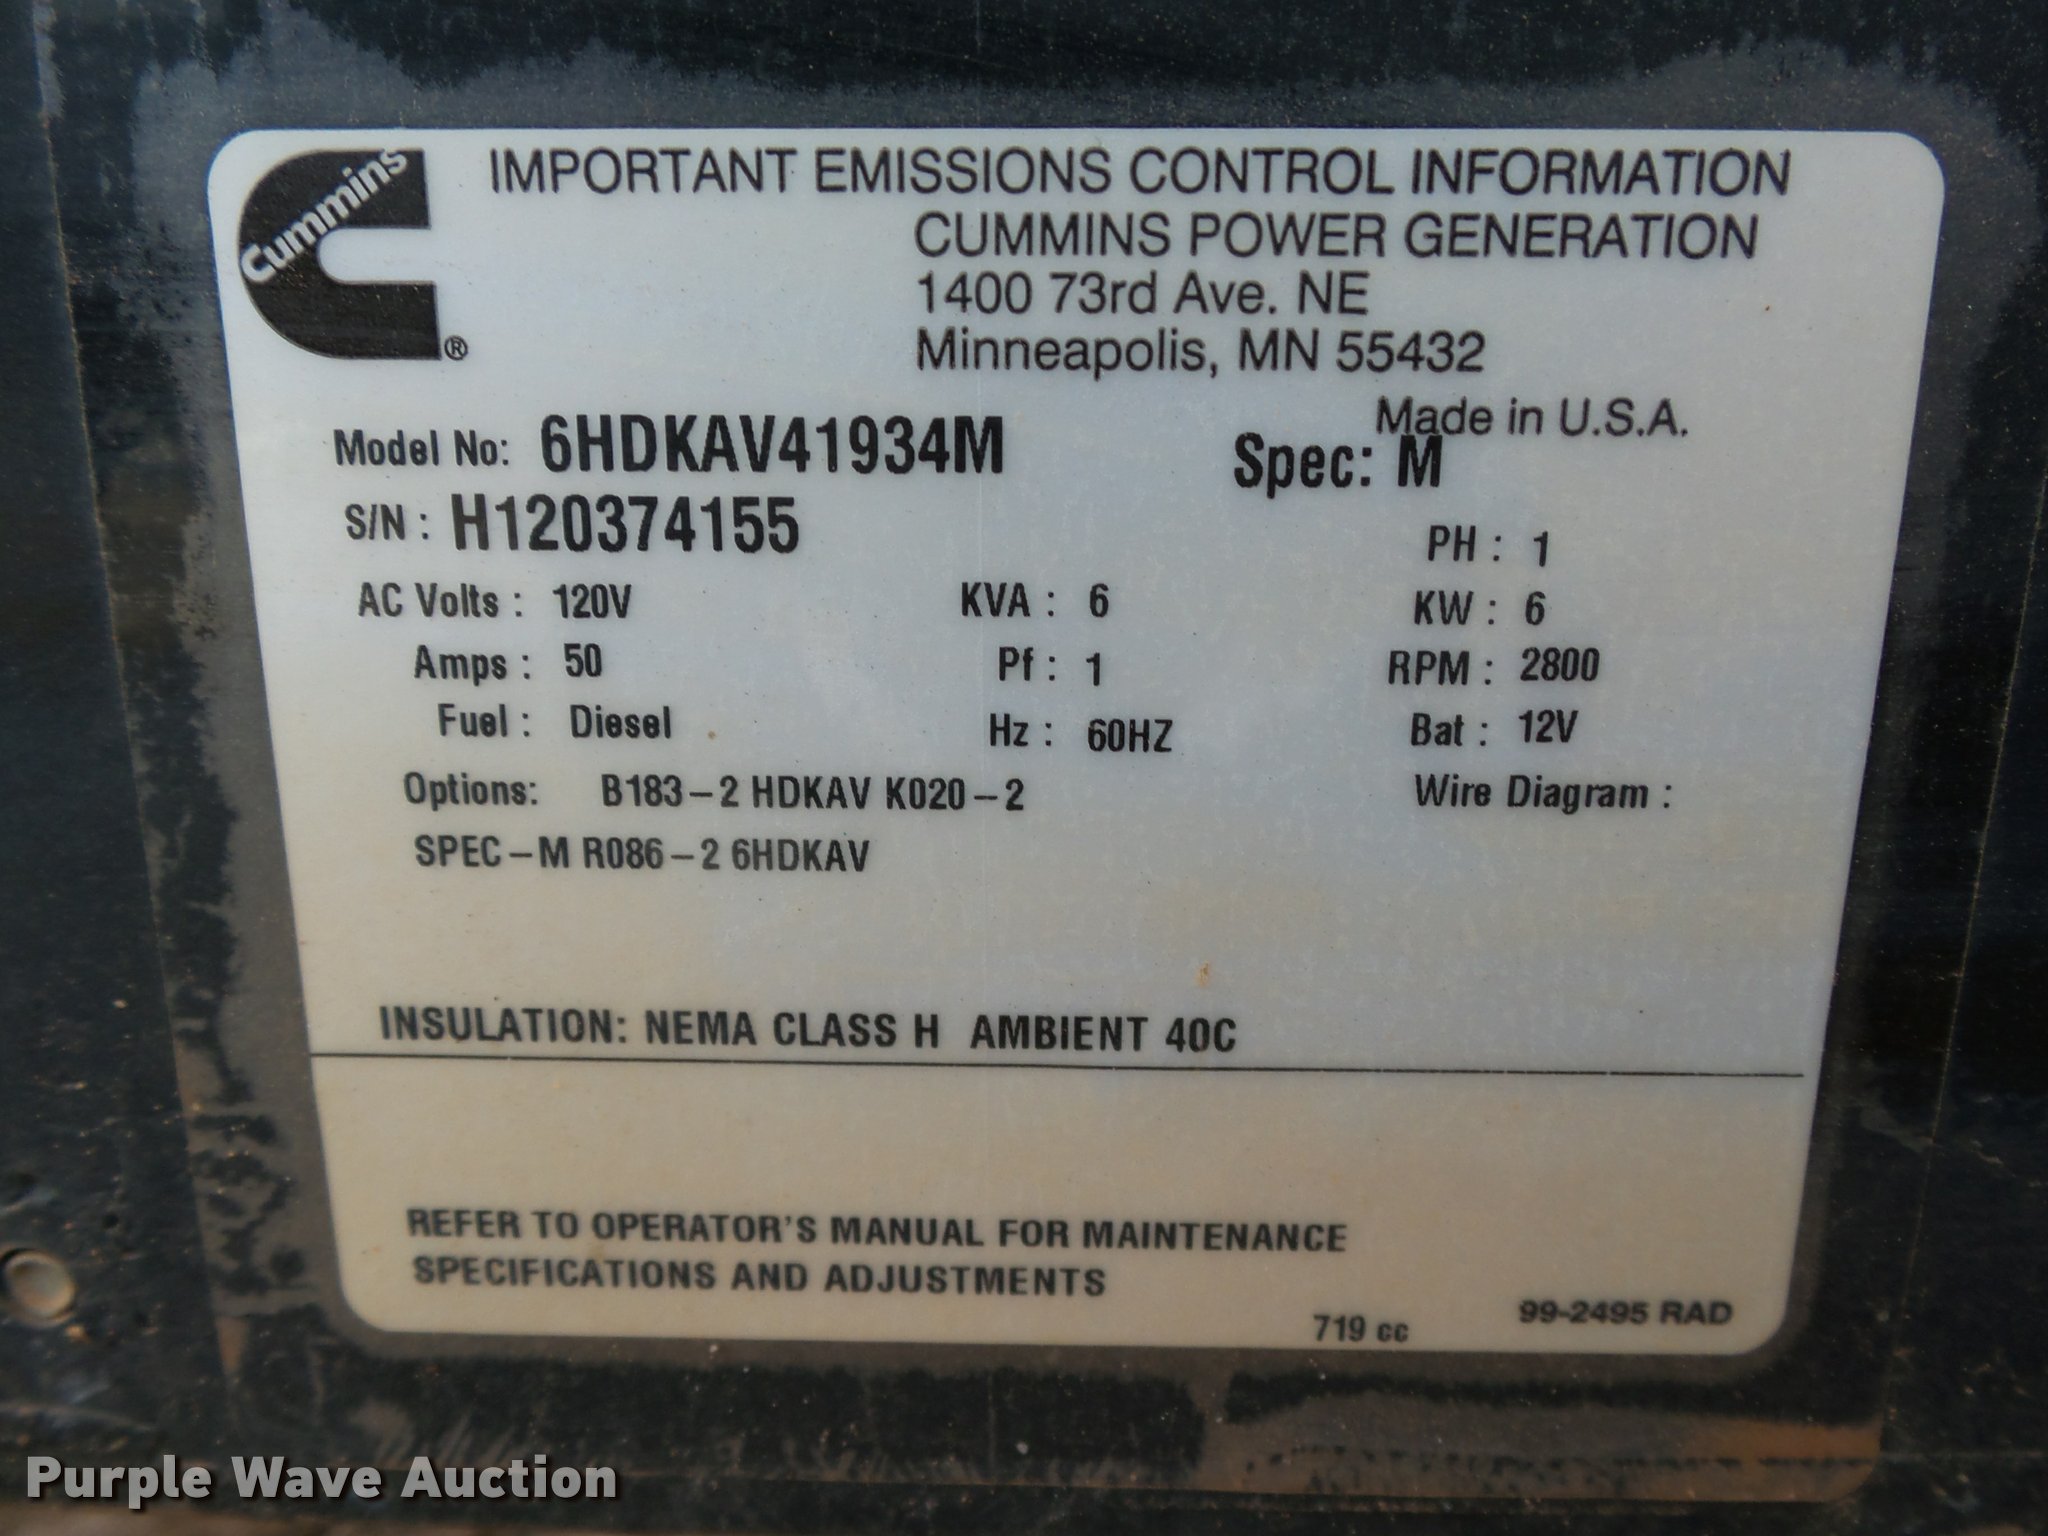 Cummins
®
IMPORTANT EMISSIONS CONTROL INFORMATION
CUMMINS POWER GENERATION
1400 73rd Ave. NE
Minneapolis, MN 55432
Made in U.S.A.
Model No: 6HDKAV41934M Spec: M
S/N : H120374155 PH : 1
AC Volts : 120V KVA : 6 KW : 6
Amps : 50 Pf : 1 RPM : 2800
Fuel : Diesel Hz : 60HZ Bat : 12V
Options: B183-2 HDKAV K020-2 Wire Diagram :
SPEC-M R086-2 6HDKAV
INSULATION: NEMA CLASS H AMBIENT 40C
REFER TO OPERATOR'S MANUAL FOR MAINTENANCE
SPECIFICATIONS AND ADJUSTMENTS
719 cc 99-2495 RAD
Purple Wave Auction